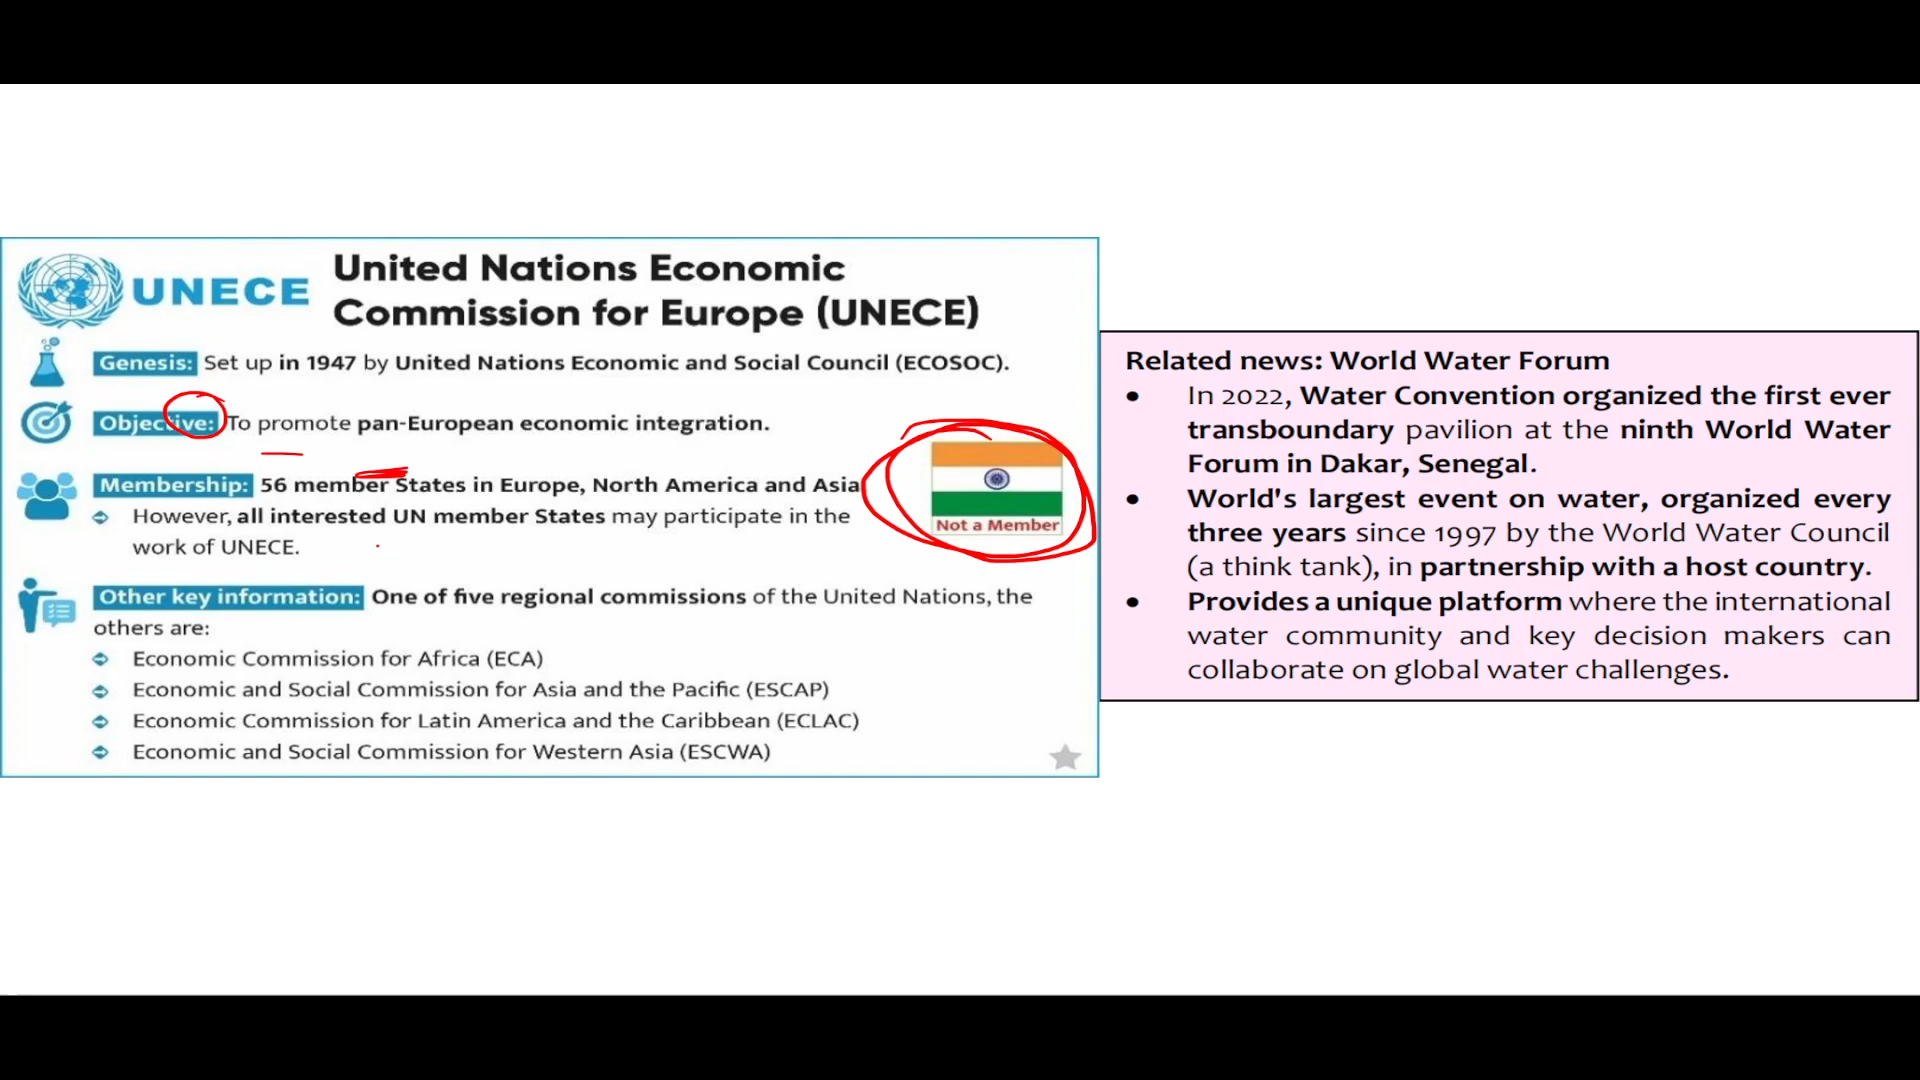 UNECE
United Nations Economic
Commission for Europe (UNECE)
Genesis: Set up in 1947 by United Nations Economic and Social Council (ECOSOC).
Objective: To promote pan-European economic integration.
Membership: 56 member States in Europe, North America and Asia
However, all interested UN member States may participate in the
work of UNECE.
Not a Member
Other key information: One of five regional commissions of the United Nations, the
others are:
Economic Commission for Africa (ECA)
Economic and Social Commission for Asia and the Pacific (ESCAP)
Economic Commission for Latin America and the Caribbean (ECLAC)
Economic and Social Commission for Western Asia (ESCWA)
Related news: World Water Forum
• In 2022, Water Convention organized the first ever
transboundary pavilion at the ninth World Water
Forum in Dakar, Senegal.
• World's largest event on water, organized every
three years since 1997 by the World Water Council
(a think tank), in partnership with a host country.
• Provides a unique platform where the international
water community and key decision makers can
collaborate on global water challenges.